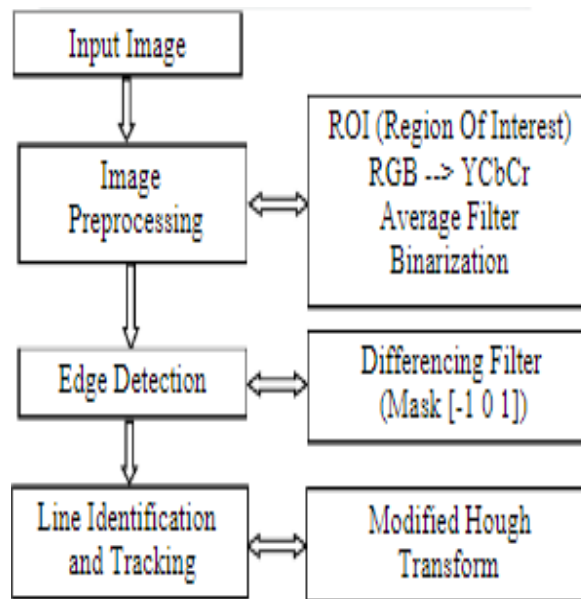 Input Image
Image
Preprocessing
ROI (Region Of Interest)
RGB --> YCbCr
Average Filter
Binarization
Edge Detection
Differencing Filter
(Mask [-1 0 1])
Line Identification
and Tracking
Modified Hough
Transform